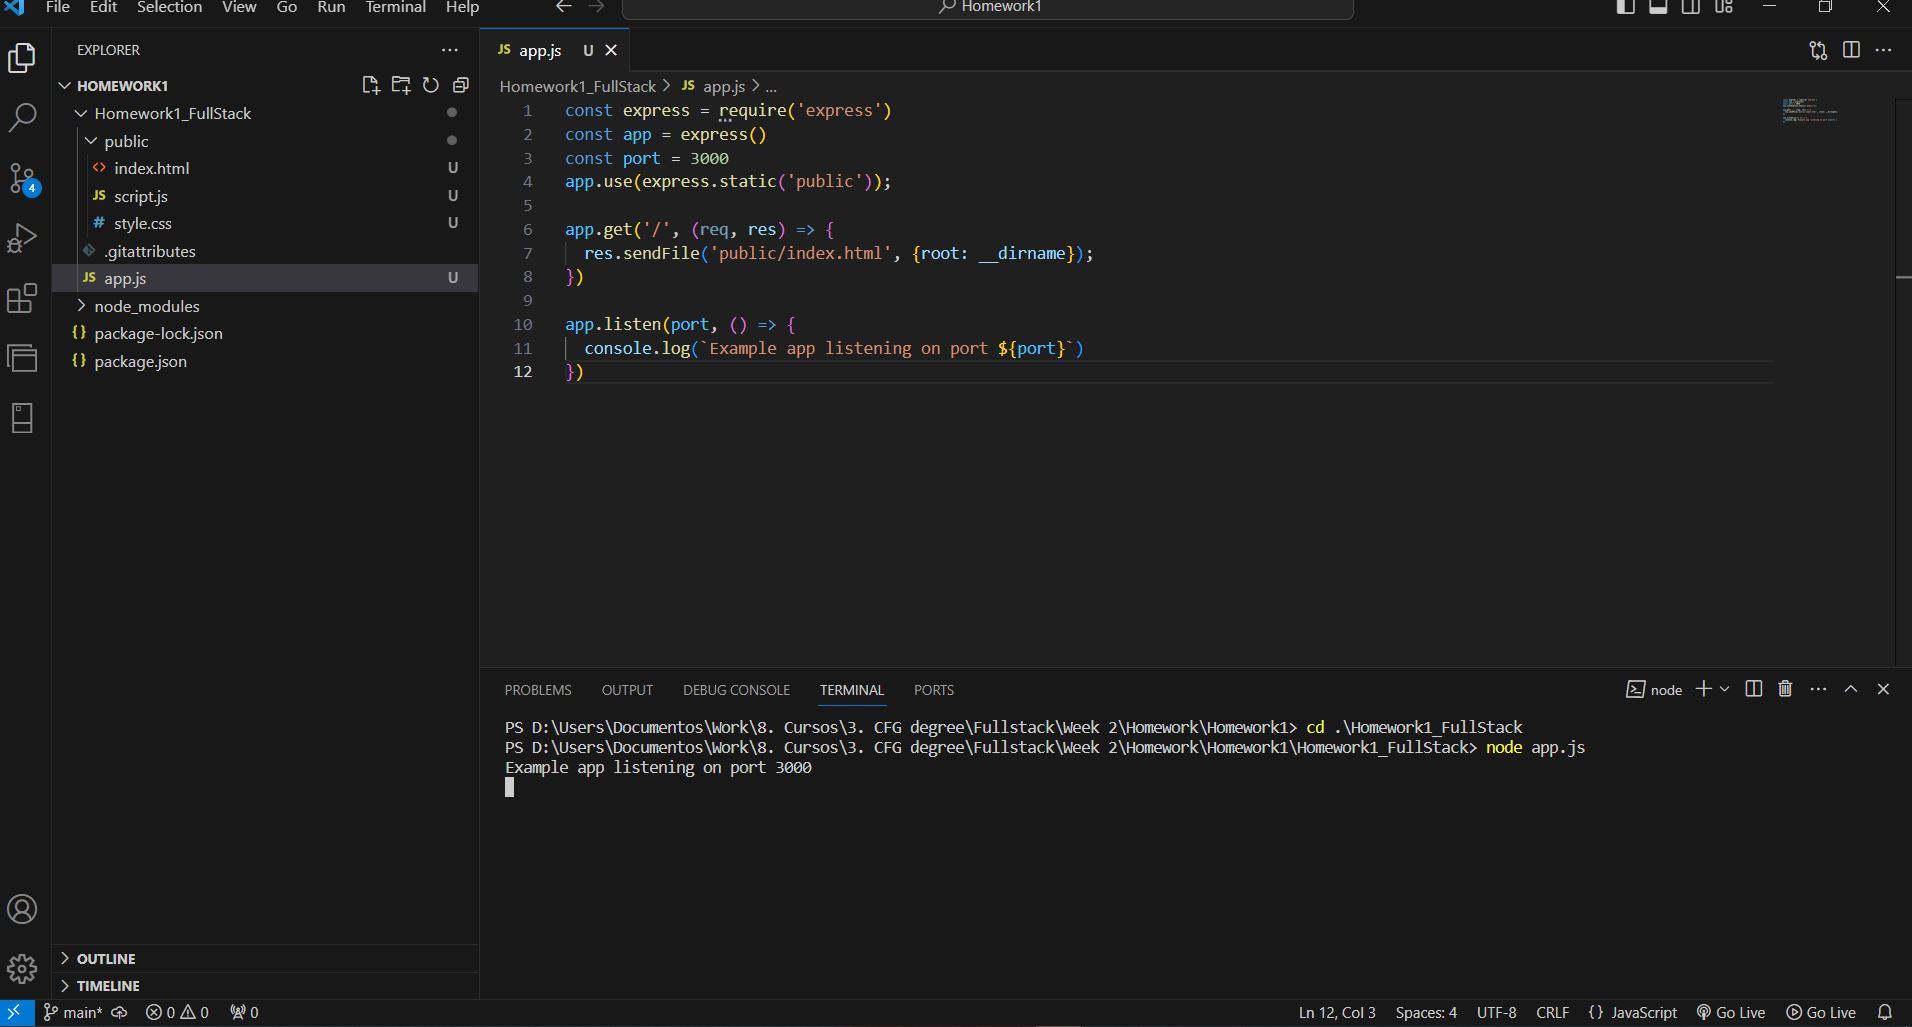 File Edit Selection View Go Run Terminal Help
Homework1
EXPLORER
HOMEWORK1
Homework1_FullStack
public
index.html U
script.js U
style.css U
.gitattributes
app.js U
node_modules
package-lock.json
package.json
OUTLINE
TIMELINE
4
JS app.js U
Homework1_FullStack > JS app.js > ...
1 const express = require('express')
2 const app = express()
3 const port = 3000
4 app.use(express.static('public'));
5
6 app.get('/', (req, res) => {
7 res.sendFile('public/index.html', {root: __dirname});
8 })
9
10 app.listen(port, () => {
11 console.log(`Example app listening on port ${port}`)
12 })
PROBLEMS OUTPUT DEBUG CONSOLE TERMINAL PORTS
node
PS D:\Users\Documentos\Work\8. Cursos\3. CFG degree\Fullstack\Week 2\Homework\Homework1> cd .\Homework1_FullStack
PS D:\Users\Documentos\Work\8. Cursos\3. CFG degree\Fullstack\Week 2\Homework\Homework1\Homework1_FullStack> node app.js
Example app listening on port 3000
main* 0 0 0 Ln 12, Col 3 Spaces: 4 UTF-8 CRLF {} JavaScript Go Live Go Live